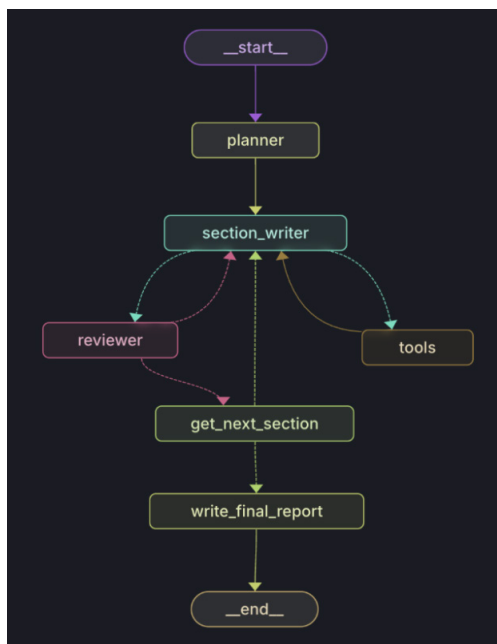 __start__
planner
section_writer
reviewer
tools
get_next_section
write_final_report
__end__